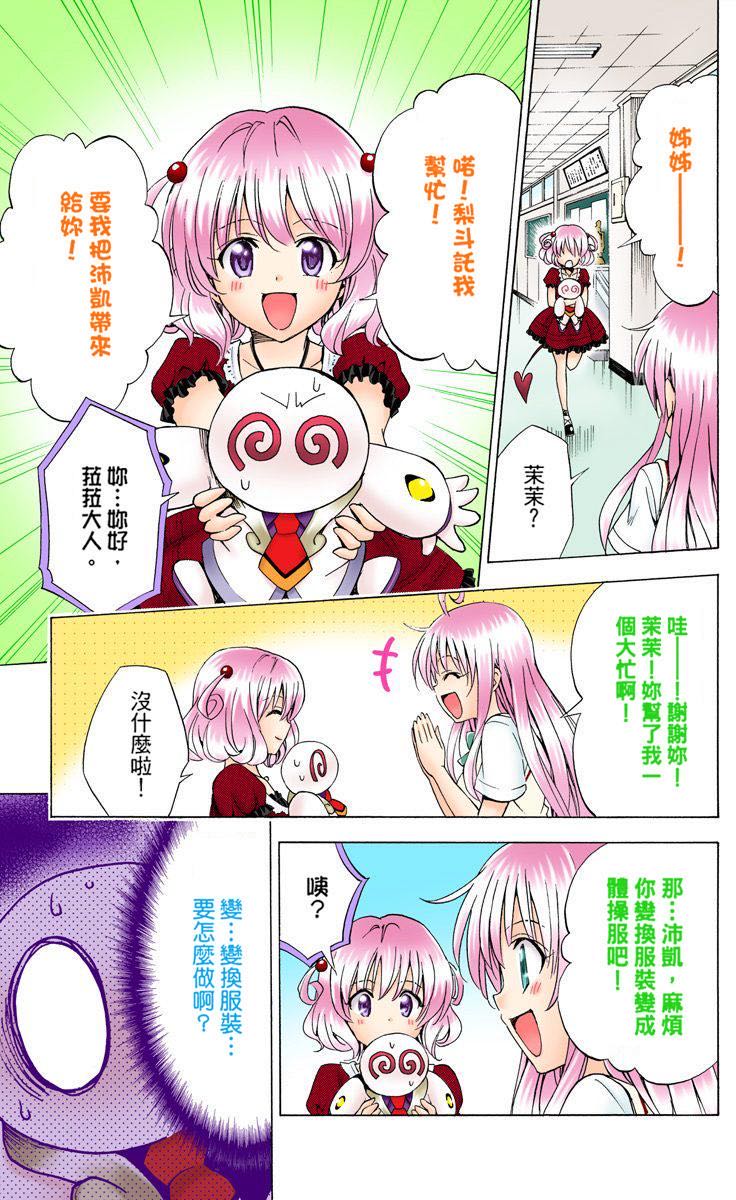 姊姊——！
茉茉？
喏！梨斗託我
幫忙！
要我把沛凱帶來
給妳！
妳…妳好，
菈菈大人。
哇——！謝謝妳！
茉茉！妳幫了我一
個大忙啊！
沒什麼啦！
那…沛凱，麻煩
你變換服裝變成
體操服吧！
咦？
變…變換服裝…
要怎麼做啊？